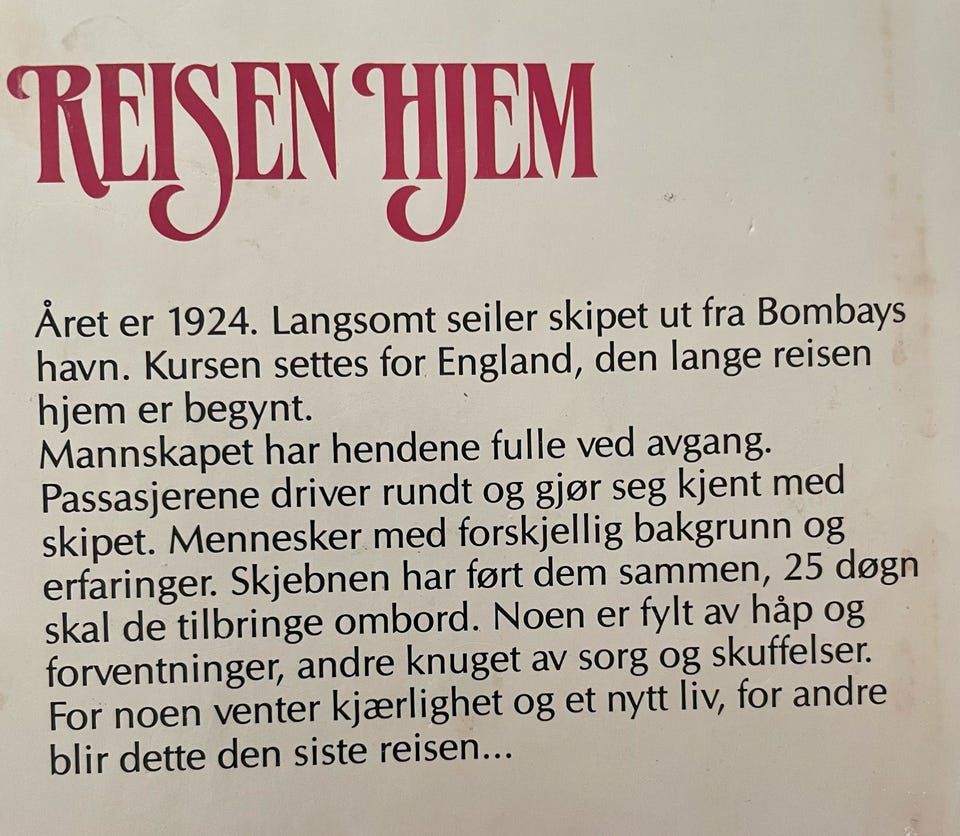 REISEN HJEM
Året er 1924. Langsomt seiler skipet ut fra Bombays
havn. Kursen settes for England, den lange reisen
hjem er begynt.
Mannskapet har hendene fulle ved avgang.
Passasjerene driver rundt og gjør seg kjent med
skipet. Mennesker med forskjellig bakgrunn og
erfaringer. Skjebnen har ført dem sammen, 25 døgn
skal de tilbringe ombord. Noen er fylt av håp og
forventninger, andre knuget av sorg og skuffelser.
For noen venter kjærlighet og et nytt liv, for andre
blir dette den siste reisen...